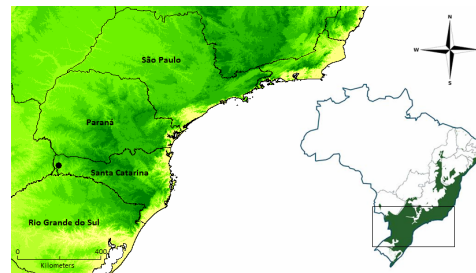 N
W
E
S
São Paulo
Paraná
Santa Catarina
Rio Grande do Sul
0 400
Kilometers